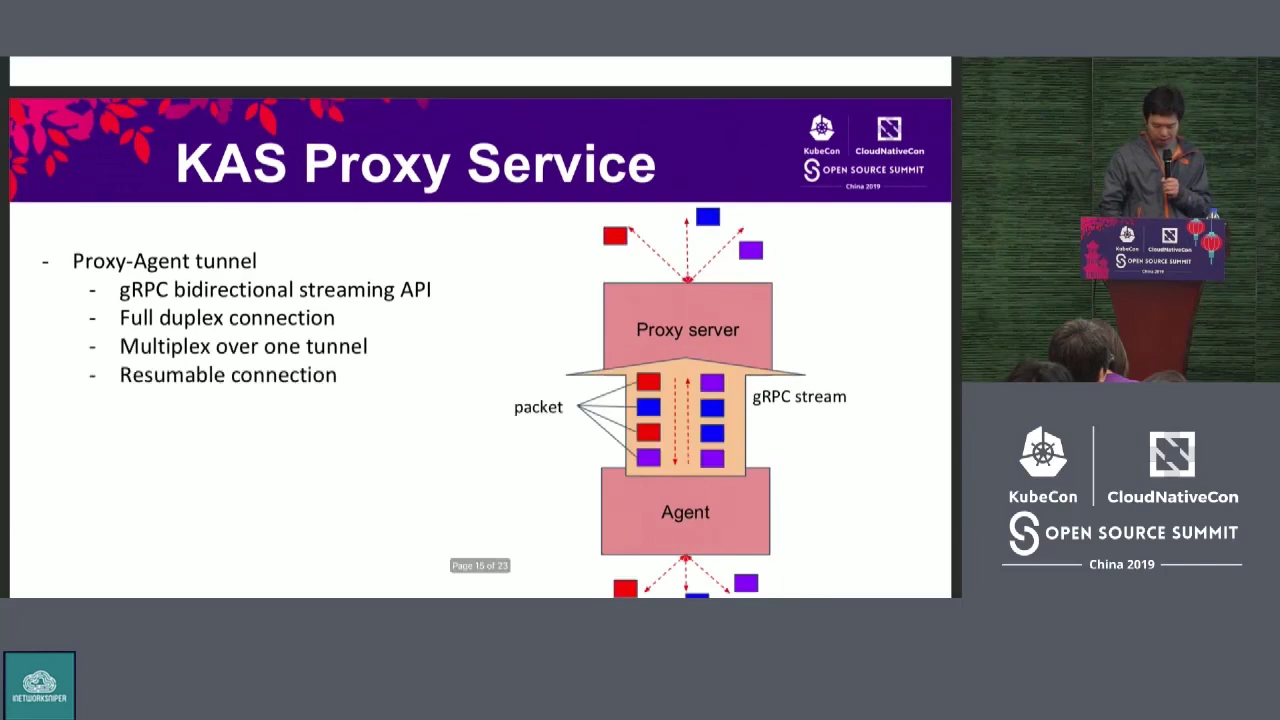 KAS Proxy Service
KubeCon
CloudNativeCon
OPEN SOURCE SUMMIT
China 2019
- Proxy-Agent tunnel
- gRPC bidirectional streaming API
- Full duplex connection
- Multiplex over one tunnel
- Resumable connection
Proxy server
packet
gRPC stream
Agent
Page 15 of 23
KubeCon
CloudNativeCon
OPEN SOURCE SUMMIT
China 2019
KubeCon
CloudNativeCon
OPEN SOURCE SUMMIT
China 2019
INETWORKSNIPER